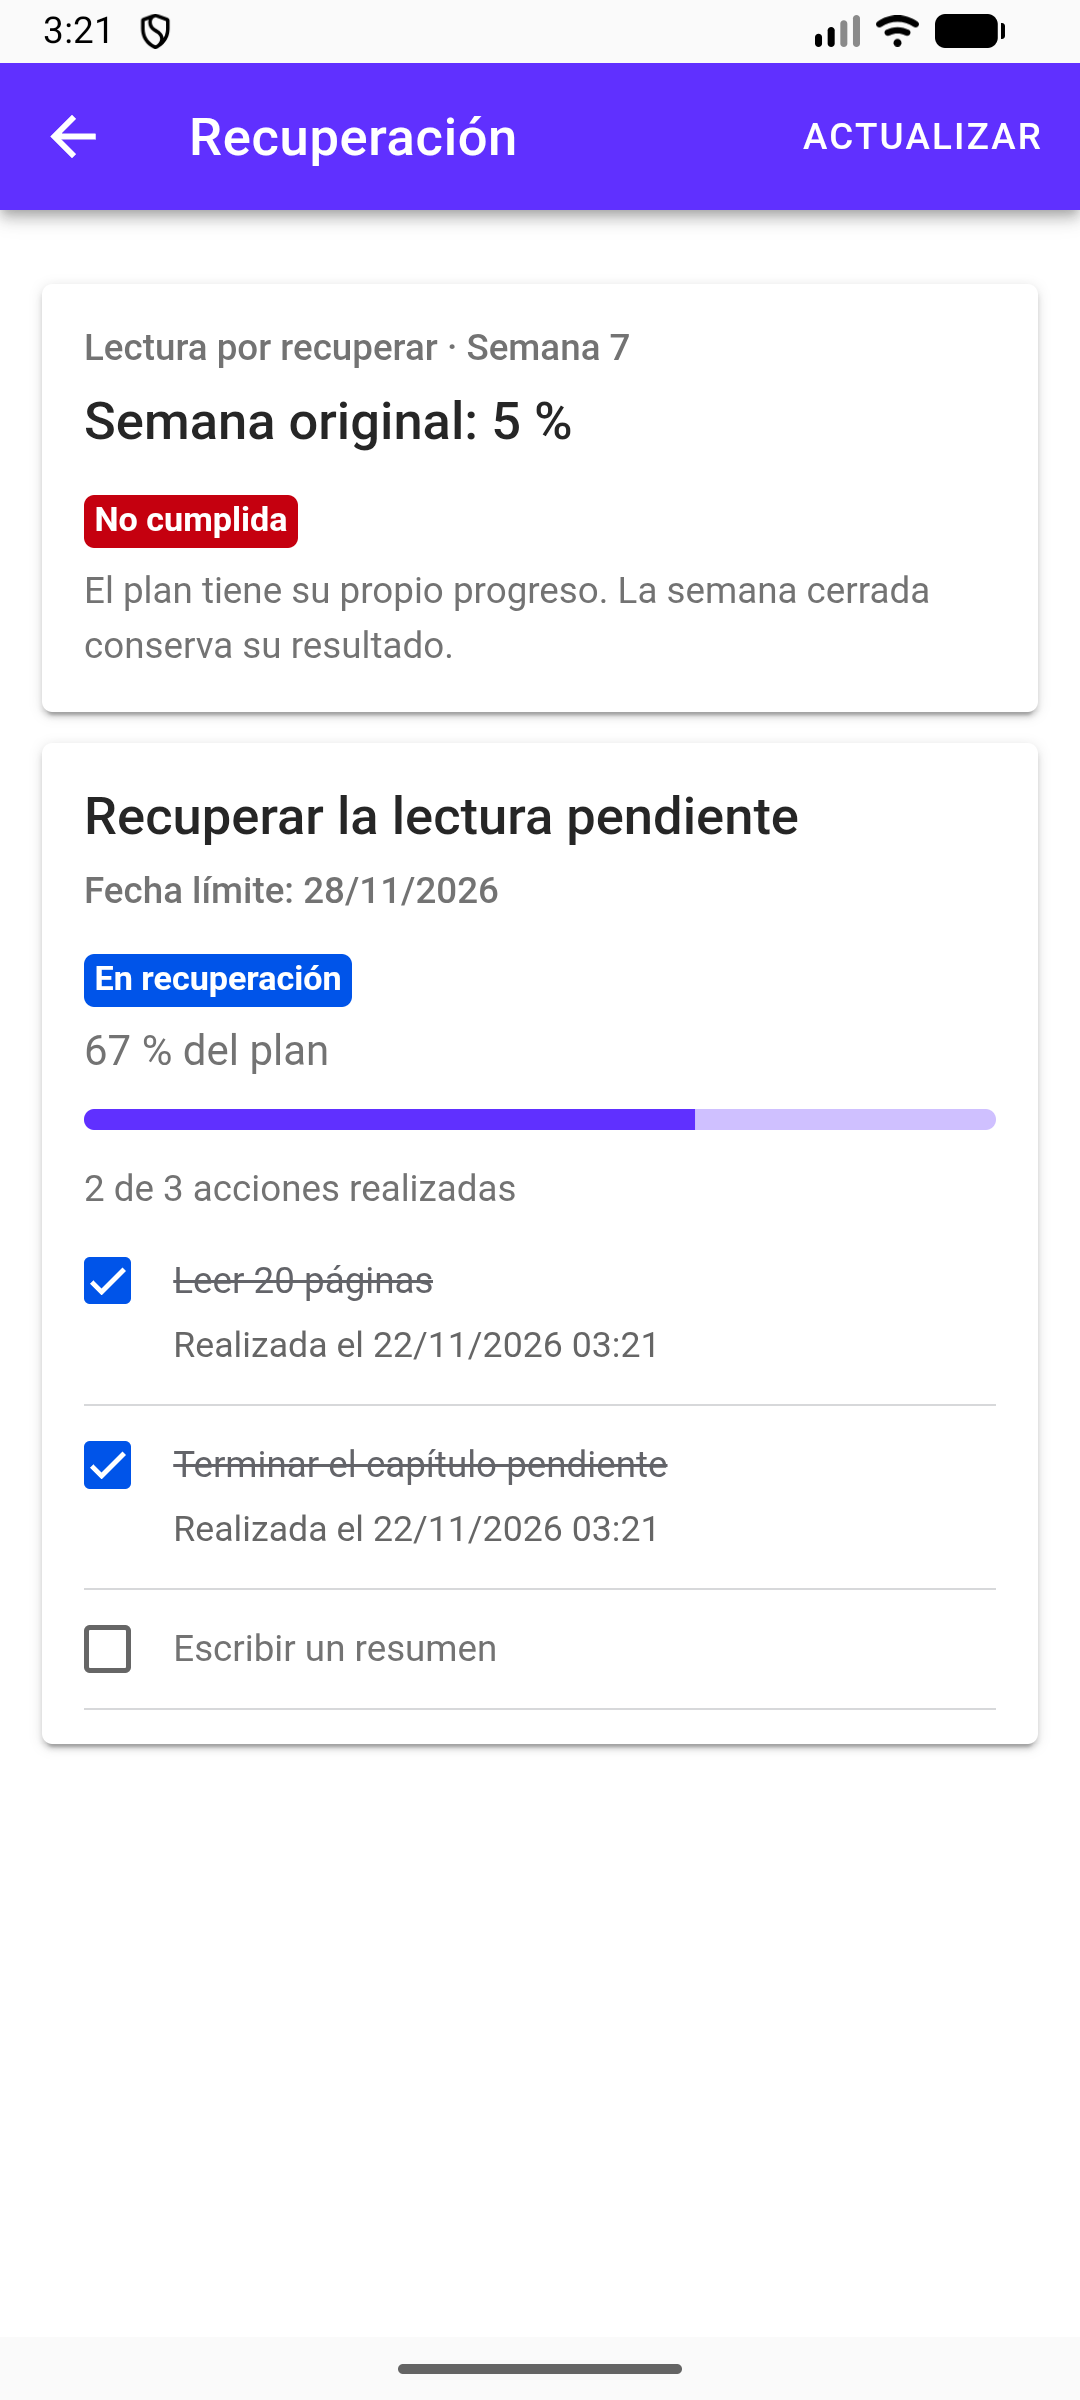 3:21
Recuperación
ACTUALIZAR
Lectura por recuperar · Semana 7
Semana original: 5 %
No cumplida
El plan tiene su propio progreso. La semana cerrada
conserva su resultado.
Recuperar la lectura pendiente
Fecha límite: 28/11/2026
En recuperación
67 % del plan
2 de 3 acciones realizadas
Leer 20 páginas
Realizada el 22/11/2026 03:21
Terminar el capítulo pendiente
Realizada el 22/11/2026 03:21
Escribir un resumen